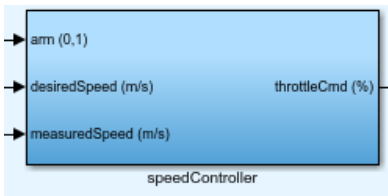 arm (0,1)
desiredSpeed (m/s)
throttleCmd (%)
measuredSpeed (m/s)
speedController